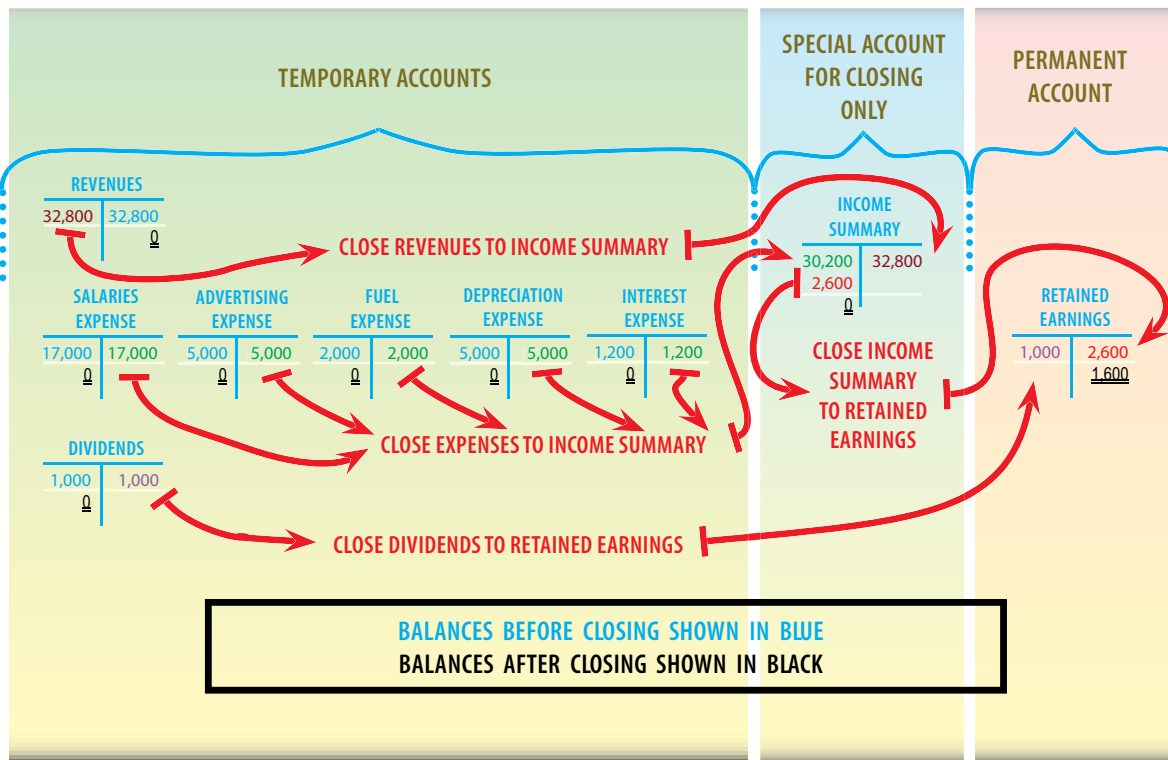 TEMPORARY ACCOUNTS
SPECIAL ACCOUNT
FOR CLOSING
ONLY
PERMANENT
ACCOUNT
REVENUES
32,800 32,800
0
CLOSE REVENUES TO INCOME SUMMARY
INCOME
SUMMARY
30,200 32,800
2,600
0
SALARIES
EXPENSE
17,000 17,000
0
ADVERTISING
EXPENSE
5,000 5,000
0
FUEL
EXPENSE
2,000 2,000
0
DEPRECIATION
EXPENSE
5,000 5,000
0
INTEREST
EXPENSE
1,200 1,200
0
CLOSE INCOME
SUMMARY
TO RETAINED
EARNINGS
RETAINED
EARNINGS
1,000 2,600
1,600
CLOSE EXPENSES TO INCOME SUMMARY
DIVIDENDS
1,000 1,000
0
CLOSE DIVIDENDS TO RETAINED EARNINGS
BALANCES BEFORE CLOSING SHOWN IN BLUE
BALANCES AFTER CLOSING SHOWN IN BLACK